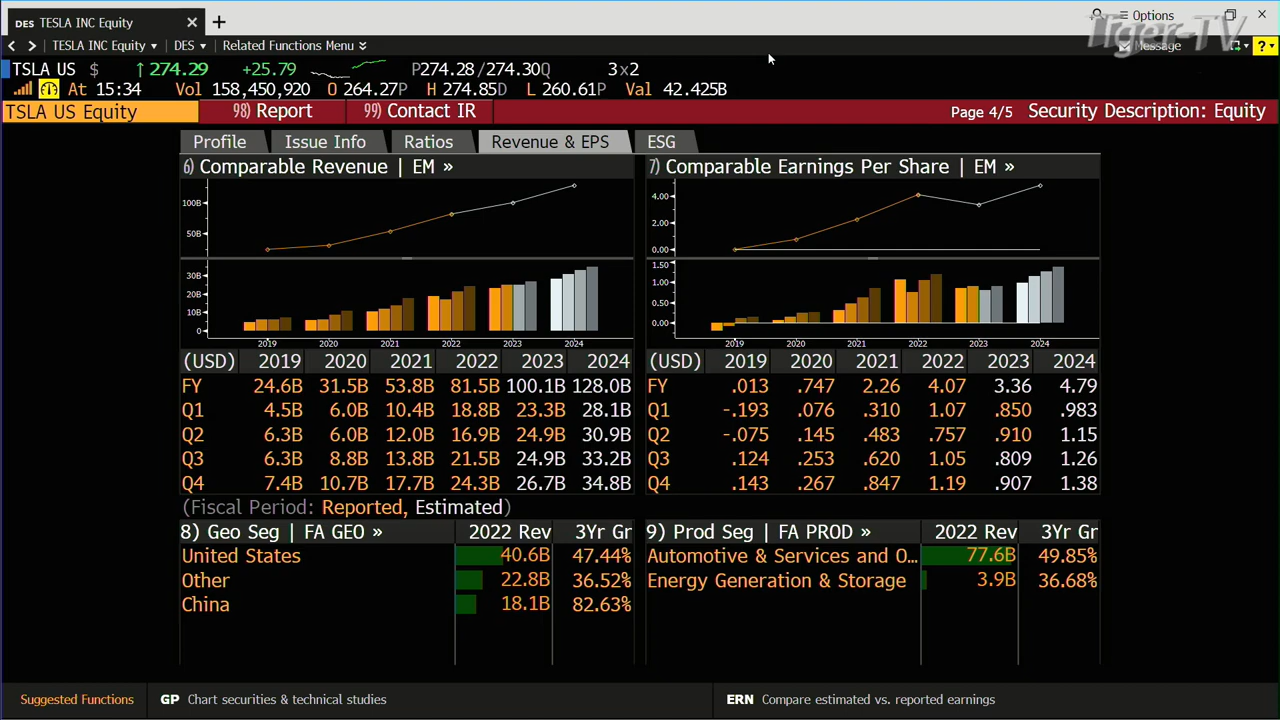 DES TESLA INC Equity
Options
Tiger-TV
TESLA INC Equity DES Related Functions Menu
Message
TSLA US $ ↑ 274.29 +25.79 P274.28/274.30Q 3x2
At 15:34 Vol 158,450,920 O 264.27P H 274.85D L 260.61P Val 42.425B
TSLA US Equity 98) Report 99) Contact IR Page 4/5 Security Description: Equity
Profile Issue Info Ratios Revenue & EPS ESG
6) Comparable Revenue | EM » 7) Comparable Earnings Per Share | EM »
100B
50B
4.00
2.00
0.00
30B
20B
10B
0
1.50
1.00
0.50
0.00
2019 2020 2021 2022 2023 2024 2019 2020 2021 2022 2023 2024
(USD) 2019 2020 2021 2022 2023 2024 (USD) 2019 2020 2021 2022 2023 2024
FY 24.6B 31.5B 53.8B 81.5B 100.1B 128.0B FY .013 .747 2.26 4.07 3.36 4.79
Q1 4.5B 6.0B 10.4B 18.8B 23.3B 28.1B Q1 -.193 .076 .310 1.07 .850 .983
Q2 6.3B 6.0B 12.0B 16.9B 24.9B 30.9B Q2 -.075 .145 .483 .757 .910 1.15
Q3 6.3B 8.8B 13.8B 21.5B 24.9B 33.2B Q3 .124 .253 .620 1.05 .809 1.26
Q4 7.4B 10.7B 17.7B 24.3B 26.7B 34.8B Q4 .143 .267 .847 1.19 .907 1.38
(Fiscal Period: Reported, Estimated)
8) Geo Seg | FA GEO » 2022 Rev 3Yr Gr 9) Prod Seg | FA PROD » 2022 Rev 3Yr Gr
United States 40.6B 47.44% Automotive & Services and O... 77.6B 49.85%
Other 22.8B 36.52% Energy Generation & Storage 3.9B 36.68%
China 18.1B 82.63%
Suggested Functions GP Chart securities & technical studies ERN Compare estimated vs. reported earnings